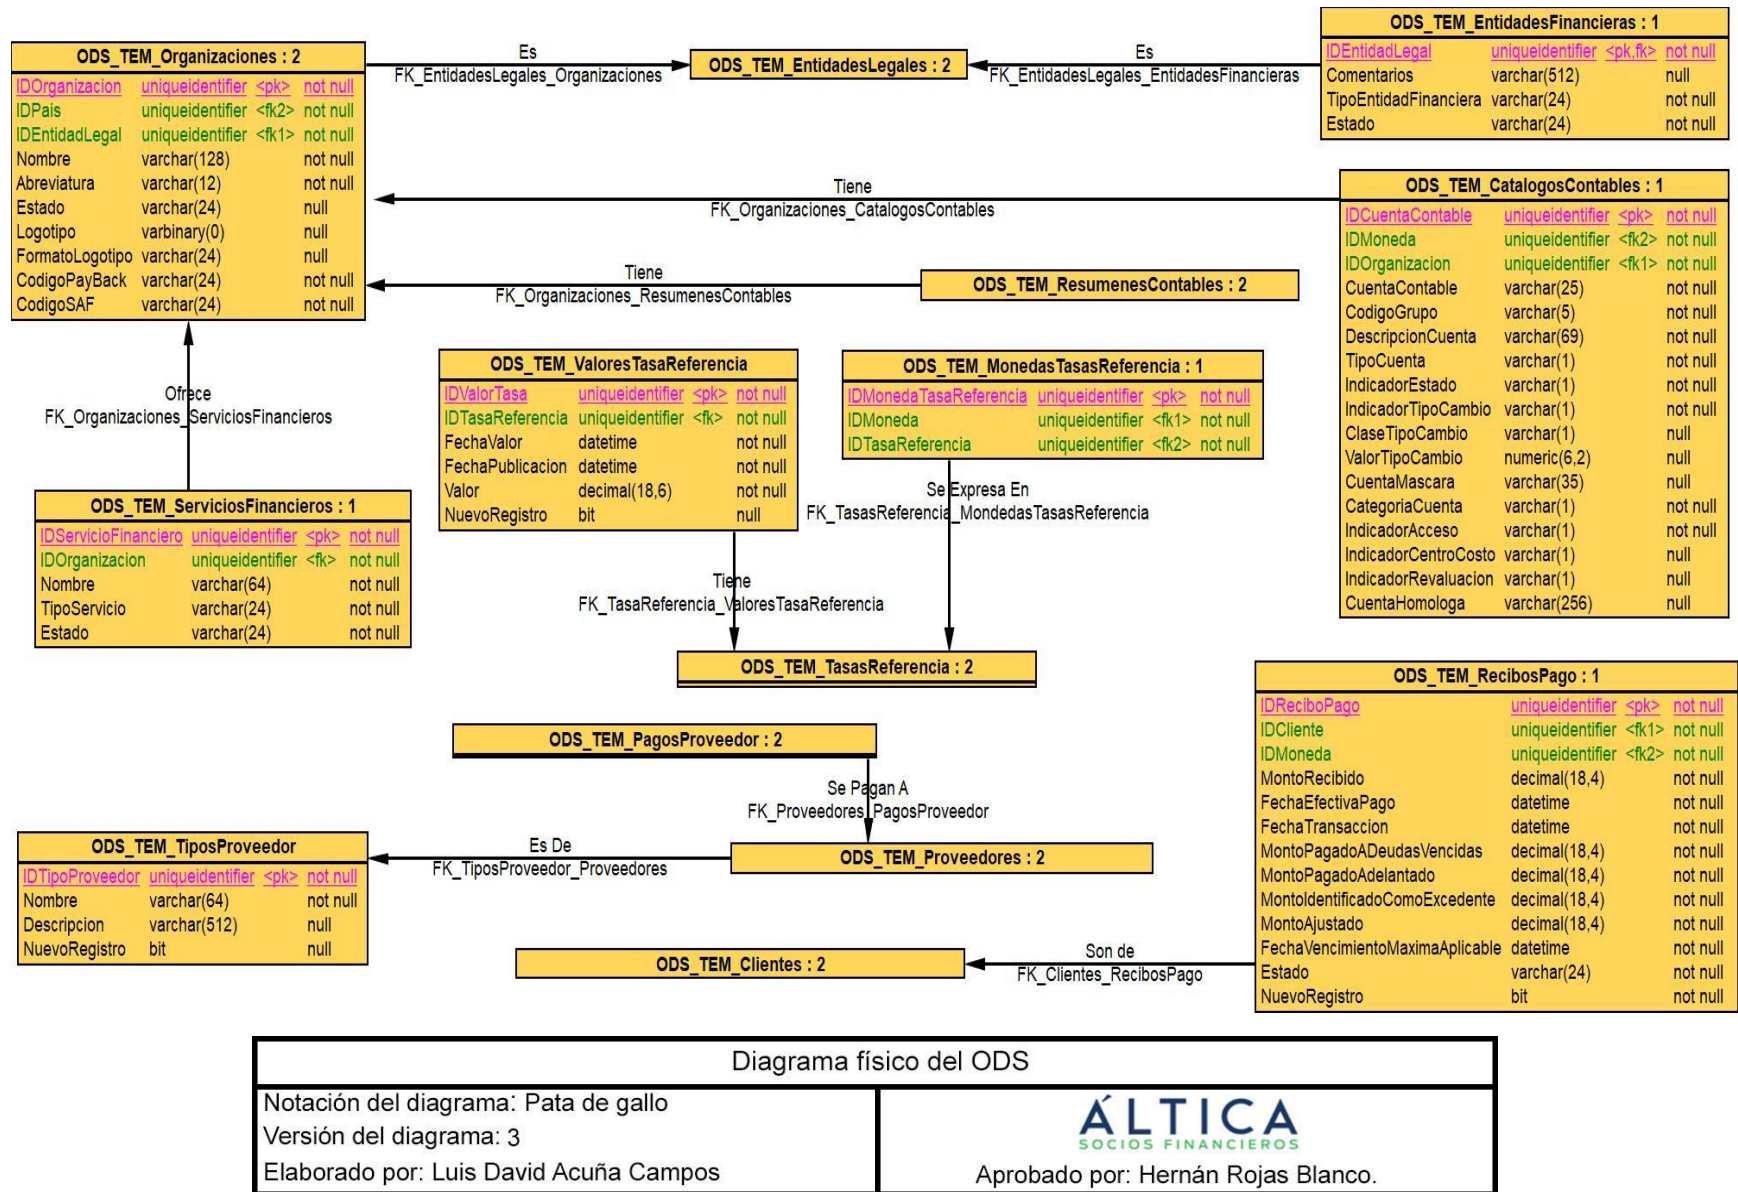 ODS_TEM_Organizaciones : 2
IDOrganizacion uniqueidentifier <pk> not null
IDPais uniqueidentifier <fk2> not null
IDEntidadLegal uniqueidentifier <fk1> not null
Nombre varchar(128) not null
Abreviatura varchar(12) not null
Estado varchar(24) null
Logotipo varbinary(0) null
FormatoLogotipo varchar(24) null
CodigoPayBack varchar(24) not null
CodigoSAF varchar(24) not null
Es
FK_EntidadesLegales_Organizaciones
ODS_TEM_EntidadesLegales : 2
Es
FK_EntidadesLegales_EntidadesFinancieras
ODS_TEM_EntidadesFinancieras : 1
IDEntidadLegal uniqueidentifier <pk,fk> not null
Comentarios varchar(512) null
TipoEntidadFinanciera varchar(24) not null
Estado varchar(24) not null
Tiene
FK_Organizaciones_CatalogosContables
ODS_TEM_CatalogosContables : 1
IDCuentaContable uniqueidentifier <pk> not null
IDMoneda uniqueidentifier <fk2> not null
IDOrganizacion uniqueidentifier <fk1> not null
CuentaContable varchar(25) not null
CodigoGrupo varchar(5) not null
DescripcionCuenta varchar(69) not null
TipoCuenta varchar(1) not null
IndicadorEstado varchar(1) not null
IndicadorTipoCambio varchar(1) not null
ClaseTipoCambio varchar(1) null
ValorTipoCambio numeric(6,2) null
CuentaMascara varchar(35) null
CategoriaCuenta varchar(1) not null
IndicadorAcceso varchar(1) not null
IndicadorCentroCosto varchar(1) null
IndicadorRevaluacion varchar(1) null
CuentaHomologa varchar(256) null
Tiene
FK_Organizaciones_ResumenesContables
ODS_TEM_ResumenesContables : 2
Ofrece
FK_Organizaciones_ServiciosFinancieros
ODS_TEM_ServiciosFinancieros : 1
IDServicioFinanciero uniqueidentifier <pk> not null
IDOrganizacion uniqueidentifier <fk> not null
Nombre varchar(64) not null
TipoServicio varchar(24) not null
Estado varchar(24) not null
ODS_TEM_ValoresTasaReferencia
IDValorTasa uniqueidentifier <pk> not null
IDTasaReferencia uniqueidentifier <fk> not null
FechaValor datetime not null
FechaPublicacion datetime not null
Valor decimal(18,6) not null
NuevoRegistro bit null
ODS_TEM_MonedasTasasReferencia : 1
IDMonedaTasaReferencia uniqueidentifier <pk> not null
IDMoneda uniqueidentifier <fk1> not null
IDTasaReferencia uniqueidentifier <fk2> not null
Se Expresa En
FK_TasasReferencia_MondedasTasasReferencia
Tiene
FK_TasaReferencia_ValoresTasaReferencia
ODS_TEM_TasasReferencia : 2
ODS_TEM_PagosProveedor : 2
Se Pagan A
FK_Proveedores_PagosProveedor
ODS_TEM_TiposProveedor
IDTipoProveedor uniqueidentifier <pk> not null
Nombre varchar(64) not null
Descripcion varchar(512) null
NuevoRegistro bit null
Es De
FK_TiposProveedor_Proveedores
ODS_TEM_Proveedores : 2
ODS_TEM_Clientes : 2
Son de
FK_Clientes_RecibosPago
ODS_TEM_RecibosPago : 1
IDReciboPago uniqueidentifier <pk> not null
IDCliente uniqueidentifier <fk1> not null
IDMoneda uniqueidentifier <fk2> not null
MontoRecibido decimal(18,4) not null
FechaEfectivaPago datetime not null
FechaTransaccion datetime not null
MontoPagadoADeudasVencidas decimal(18,4) not null
MontoPagadoAdelantado decimal(18,4) not null
MontoIdentificadoComoExcedente decimal(18,4) not null
MontoAjustado decimal(18,4) not null
FechaVencimientoMaximaAplicable datetime not null
Estado varchar(24) not null
NuevoRegistro bit not null
Diagrama físico del ODS
Notación del diagrama: Pata de gallo
Versión del diagrama: 3
Elaborado por: Luis David Acuña Campos
ÁLTICA
SOCIOS FINANCIEROS
Aprobado por: Hernán Rojas Blanco.